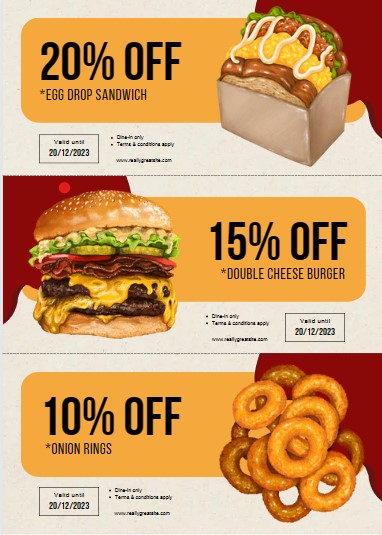 20% OFF
*EGG DROP SANDWICH
Valid until
20/12/2023
• Dine-in only
• Terms & conditions apply
www.reallygreatsite.com
15% OFF
*DOUBLE CHEESE BURGER
• Dine-in only
• Terms & conditions apply
www.reallygreatsite.com
Valid until
20/12/2023
10% OFF
*ONION RINGS
Valid until
20/12/2023
• Dine-in only
• Terms & conditions apply
www.reallygreatsite.com